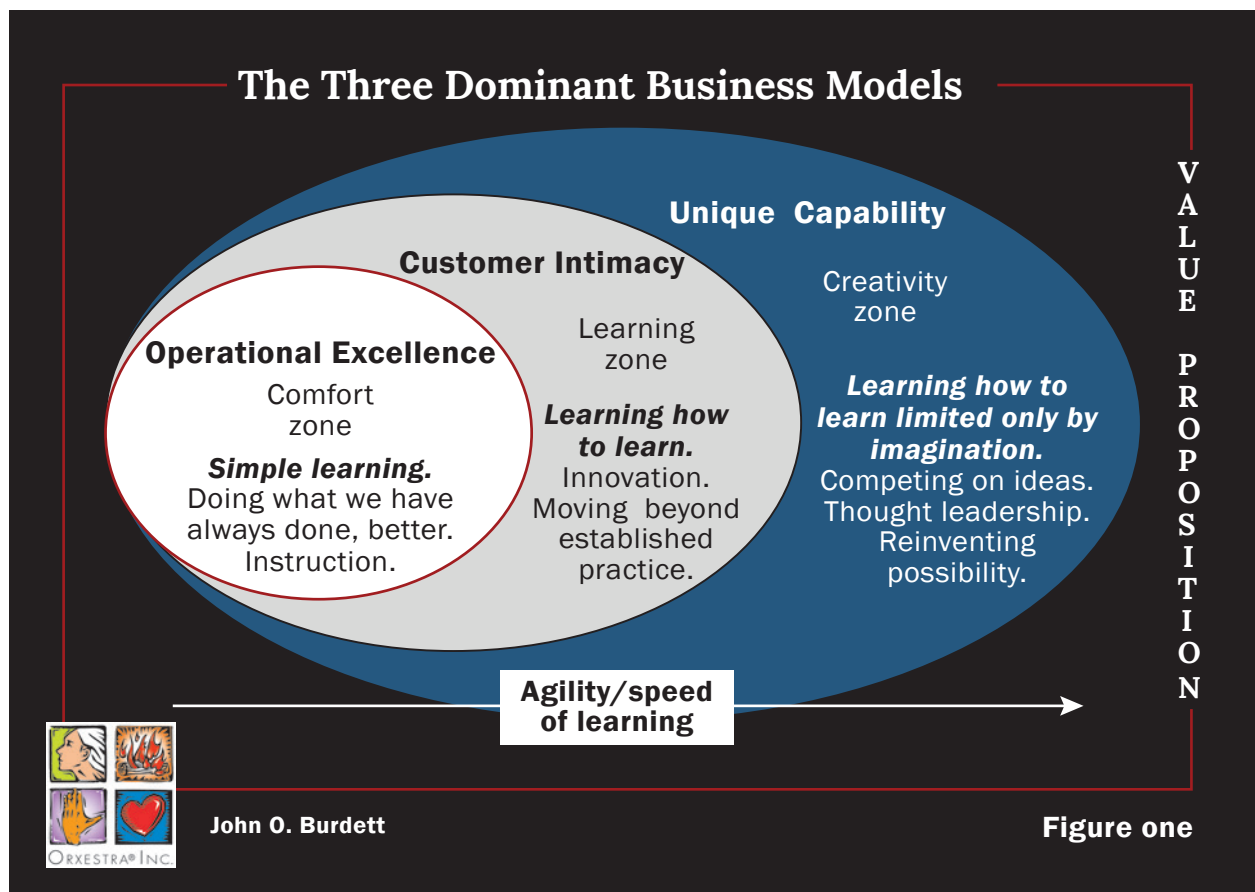 The Three Dominant Business Models
Unique Capability
Creativity
zone
Learning how to
learn limited only by
imagination.
Competing on ideas.
Thought leadership.
Reinventing
possibility.
Customer Intimacy
Learning
zone
Learning how
to learn.
Innovation.
Moving beyond
established
practice.
Operational Excellence
Comfort
zone
Simple learning.
Doing what we have
always done, better.
Instruction.
VALUE PROPOSITION
Agility/speed
of learning
ORXESTRA® INC.
John O. Burdett
Figure one